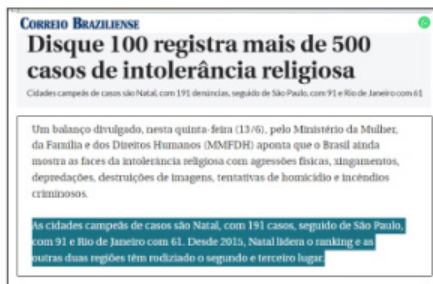 CORREIO BRAZILIENSE
Disque 100 registra mais de 500
casos de intolerância religiosa
Cidades campeãs de casos são Natal, com 191 denúncias, seguido de São Paulo, com 91 e Rio de Janeiro com 61
Um balanço divulgado, nesta quinta-feira (13/6), pelo Ministério da Mulher,
da Família e dos Direitos Humanos (MMFDH) aponta que o Brasil ainda
mostra as faces da intolerância religiosa com agressões físicas, xingamentos,
depredações, destruições de imagens, tentativas de homicídio e incêndios
criminosos.
As cidades campeãs de casos são Natal, com 191 casos, seguido de São Paulo,
com 91 e Rio de Janeiro com 61. Desde 2015, Natal lidera o ranking e as
outras duas regiões têm rodiziado o segundo e terceiro lugar.